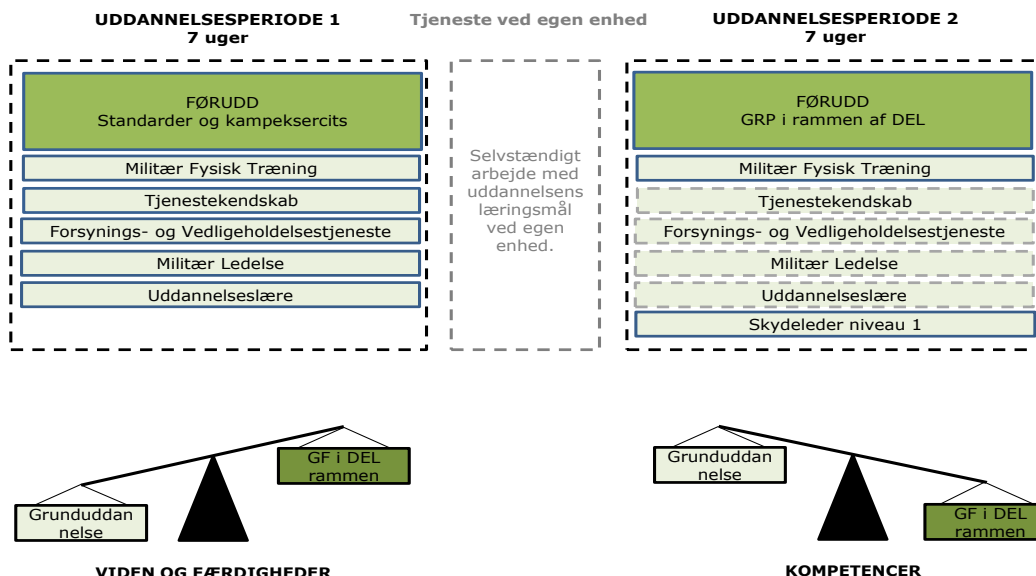 UDDANNELSESPERIODE 1
7 uger
FØRUDD
Standarder og kampeksercits
Militær Fysisk Træning
Tjenestekendskab
Forsynings- og Vedligeholdelsestjeneste
Militær Ledelse
Uddannelseslære
Tjeneste ved egen enhed
Selvstændigt
arbejde med
uddannelsens
læringsmål
ved egen
enhed.
UDDANNELSESPERIODE 2
7 uger
FØRUDD
GRP i rammen af DEL
Militær Fysisk Træning
Tjenestekendskab
Forsynings- og Vedligeholdelsestjeneste
Militær Ledelse
Uddannelseslære
Skydeleder niveau 1
GF i DEL
rammen
Grunduddan
nelse
VIDEN OG FÆRDIGHEDER
Grunduddan
nelse
GF i DEL
rammen
KOMPETENCER